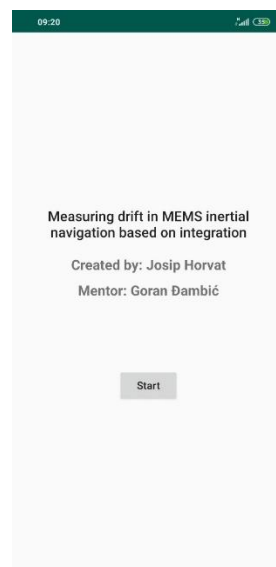 09:20
Measuring drift in MEMS inertial
navigation based on integration
Created by: Josip Horvat
Mentor: Goran Đambić
Start